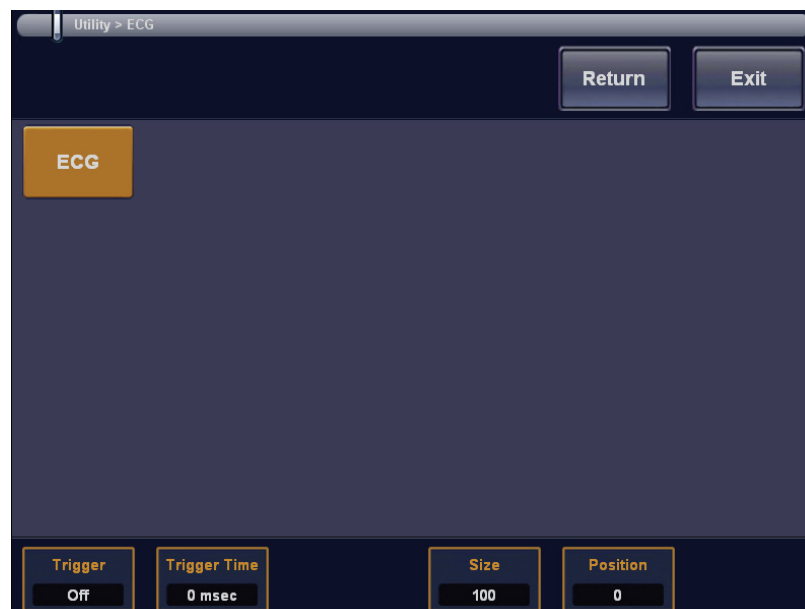 Utility > ECG
Return Exit
ECG
Trigger Trigger Time Size Position
Off 0 msec 100 0